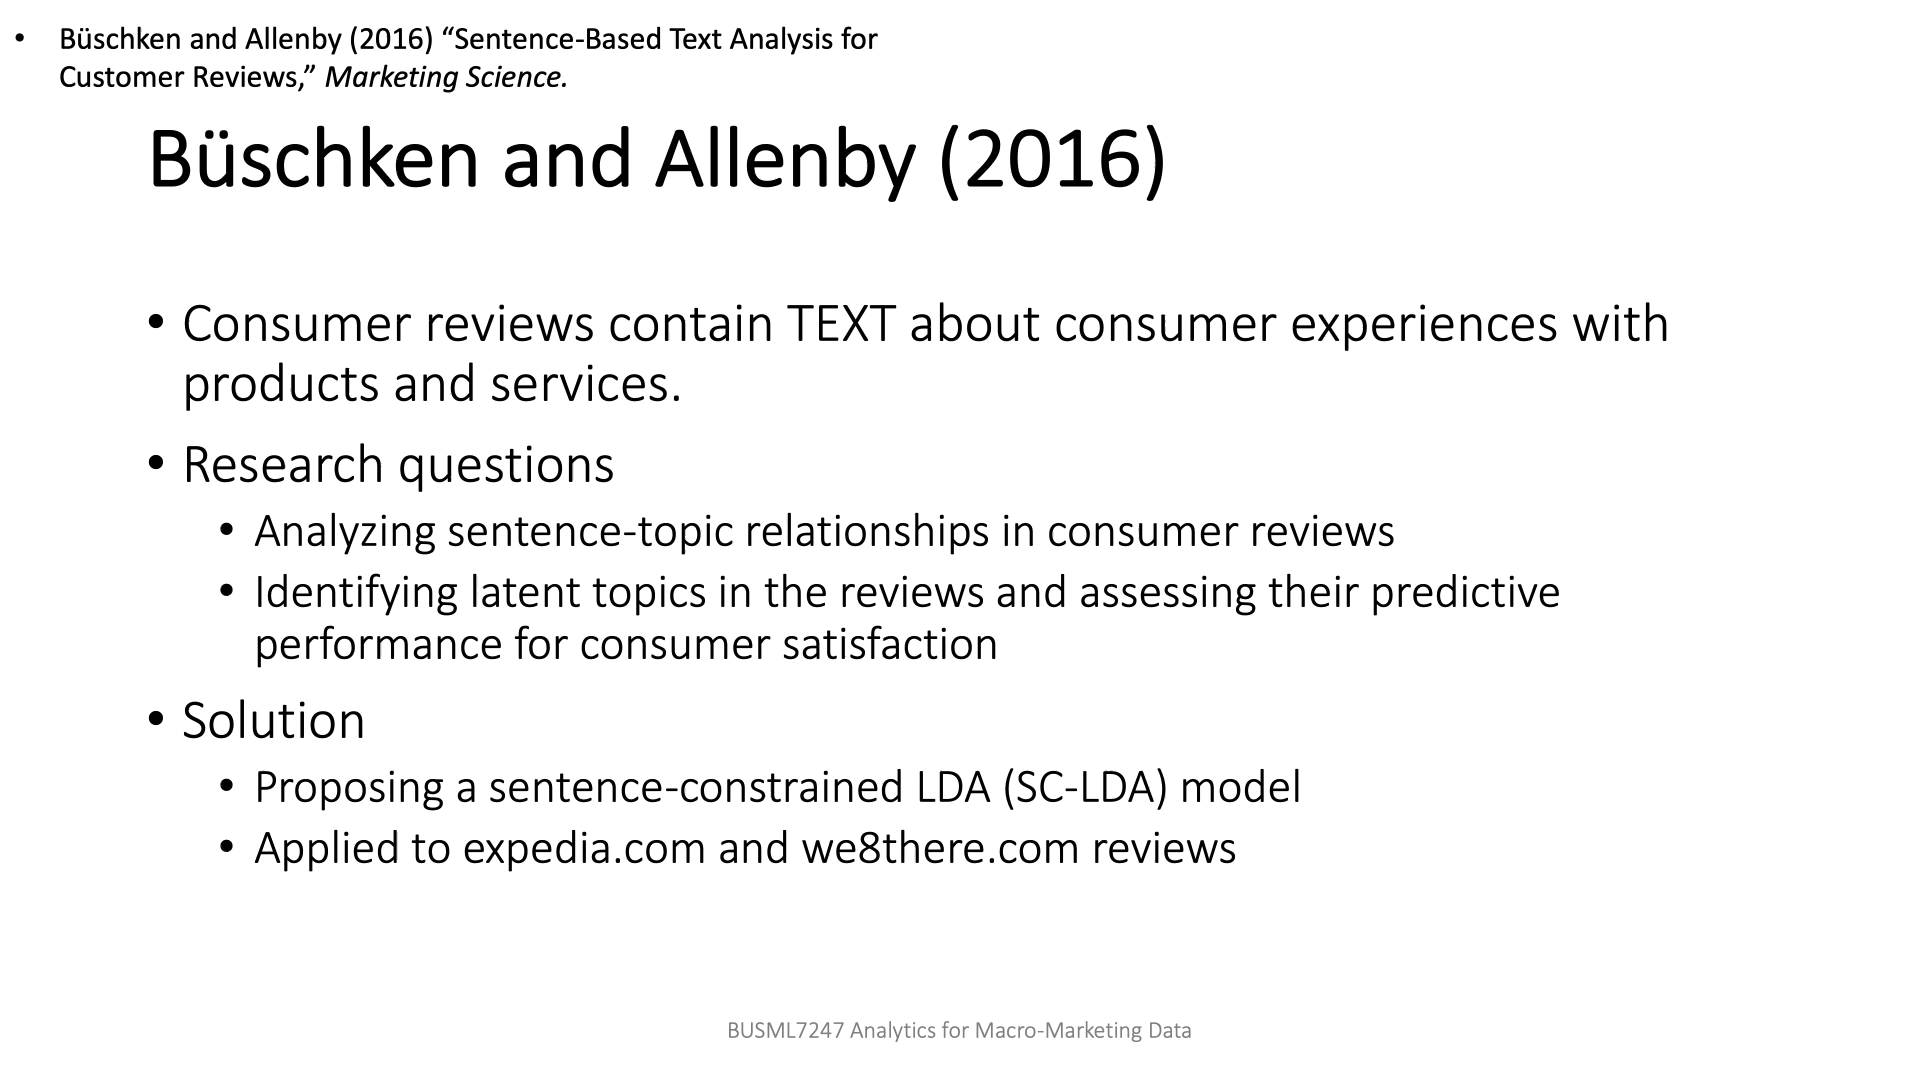 • Büschken and Allenby (2016) “Sentence-Based Text Analysis for
Customer Reviews,” Marketing Science.
Büschken and Allenby (2016)
• Consumer reviews contain TEXT about consumer experiences with
products and services.
• Research questions
• Analyzing sentence-topic relationships in consumer reviews
• Identifying latent topics in the reviews and assessing their predictive
performance for consumer satisfaction
• Solution
• Proposing a sentence-constrained LDA (SC-LDA) model
• Applied to expedia.com and we8there.com reviews
BUSML7247 Analytics for Macro-Marketing Data